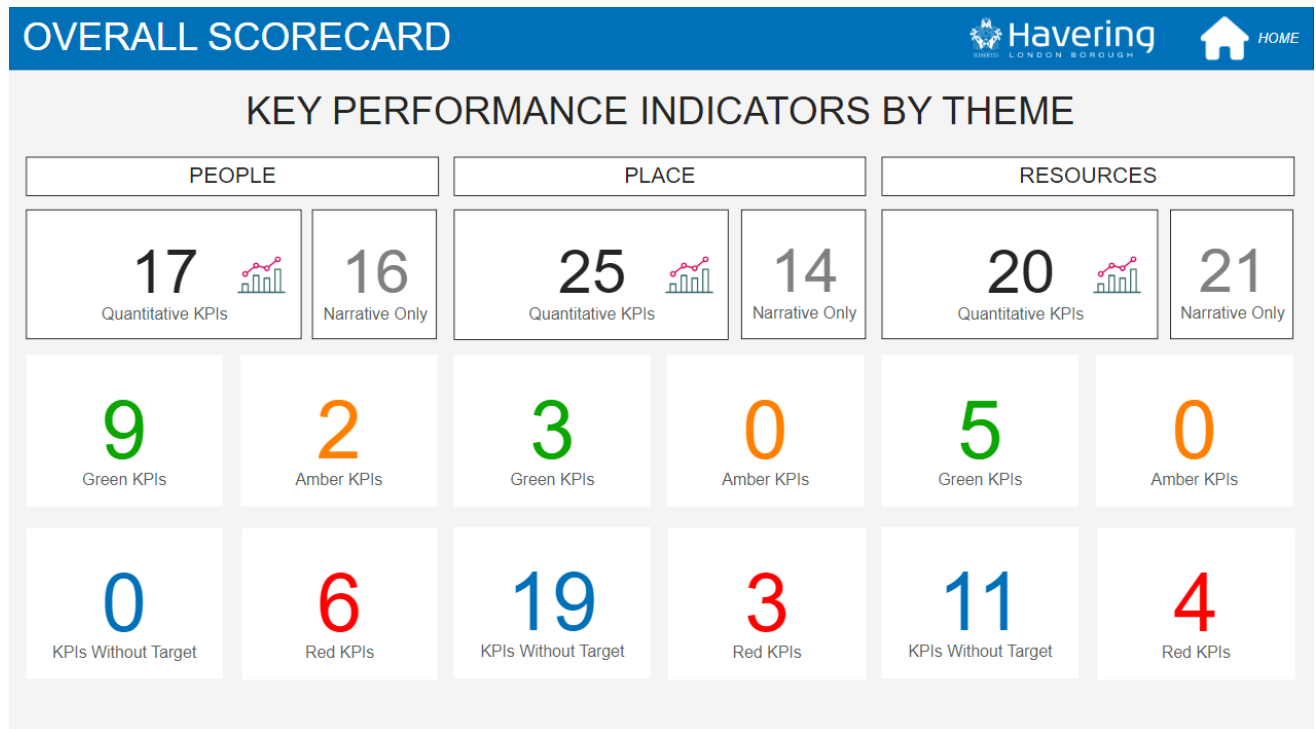 OVERALL SCORECARD
Havering
LONDON BOROUGH
HOME
KEY PERFORMANCE INDICATORS BY THEME
PEOPLE
PLACE
RESOURCES
17
Quantitative KPIs
16
Narrative Only
25
Quantitative KPIs
14
Narrative Only
20
Quantitative KPIs
21
Narrative Only
9
Green KPIs
2
Amber KPIs
3
Green KPIs
0
Amber KPIs
5
Green KPIs
0
Amber KPIs
0
KPIs Without Target
6
Red KPIs
19
KPIs Without Target
3
Red KPIs
11
KPIs Without Target
4
Red KPIs